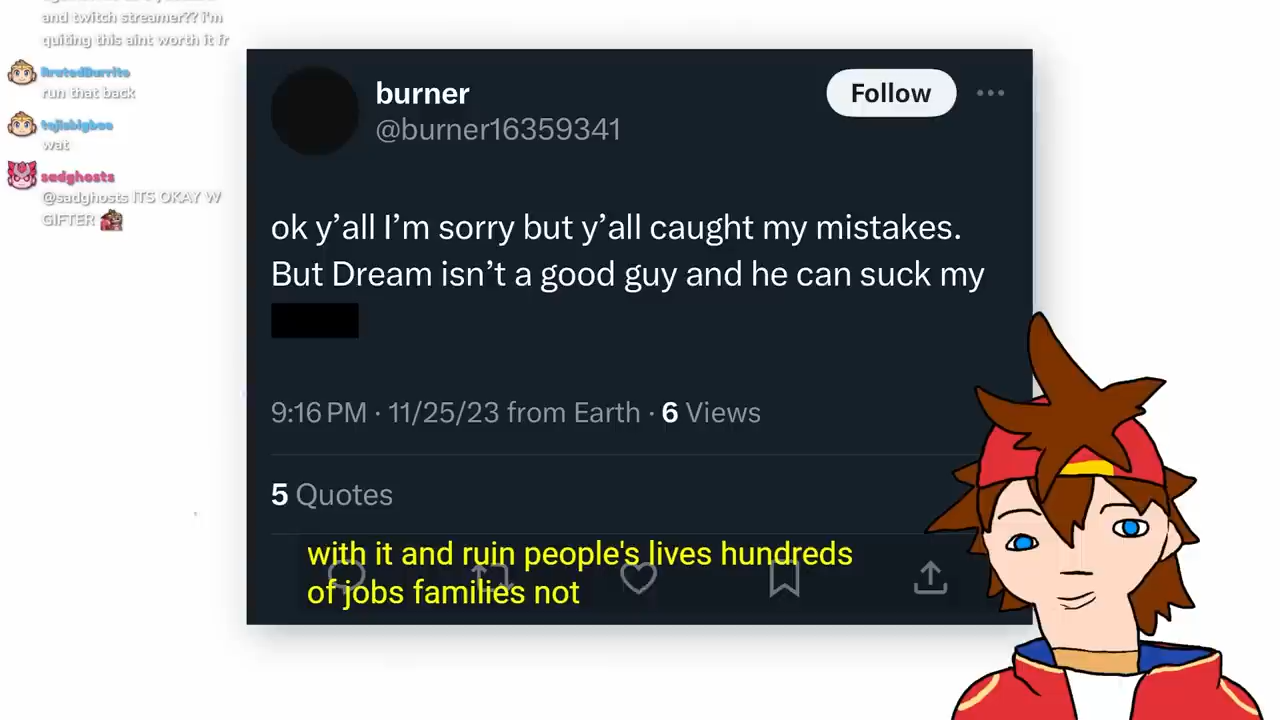 and twitch streamer?? i'm
quiting this aint worth it fr
BrutedBurrito
run that back
tojisbigboo
wat
sadghosts
@sadghosts ITS OKAY W
GIFTER
burner
@burner16359341
Follow
ok y’all I’m sorry but y’all caught my mistakes.
But Dream isn’t a good guy and he can suck my
9:16 PM · 11/25/23 from Earth · 6 Views
5 Quotes
with it and ruin people's lives hundreds
of jobs families not